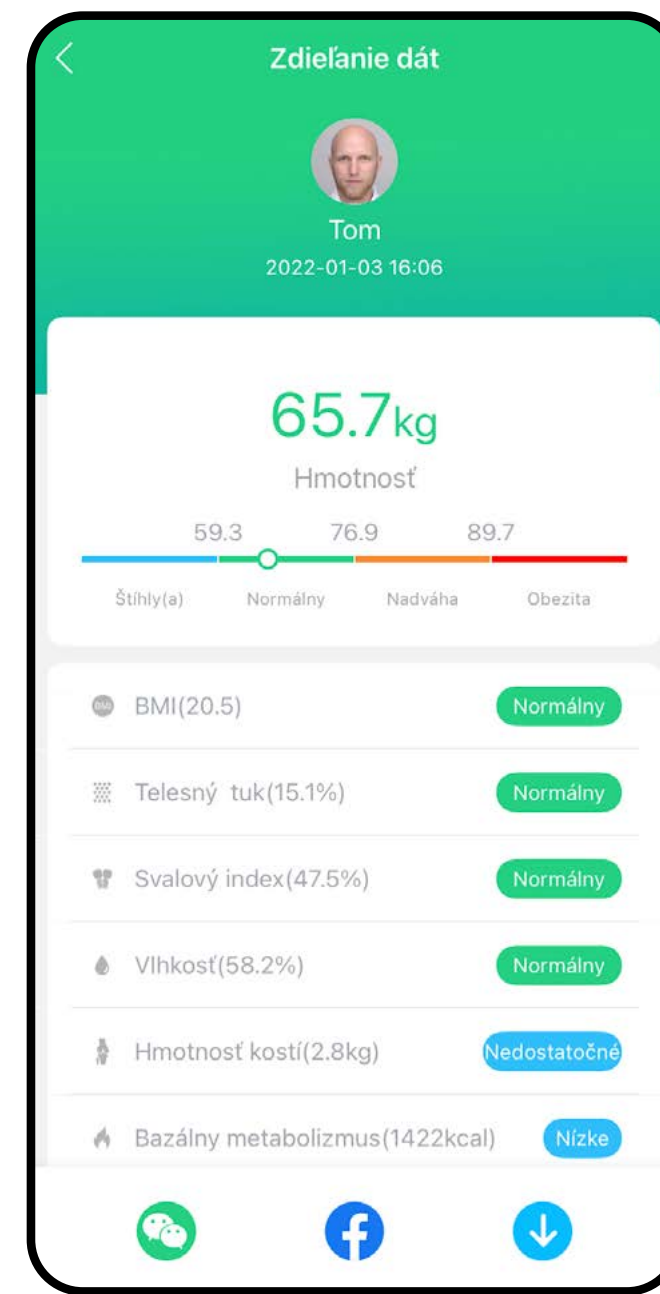 Zdieľanie dát
Tom
2022-01-03 16:06
65.7kg
Hmotnosť
59.3 76.9 89.7
Štíhly(a) Normálny Nadváha Obezita
BMI(20.5) Normálny
Telesný tuk(15.1%) Normálny
Svalový index(47.5%) Normálny
Vlhkosť(58.2%) Normálny
Hmotnosť kostí(2.8kg) Nedostatočné
Bazálny metabolizmus(1422kcal) Nízke